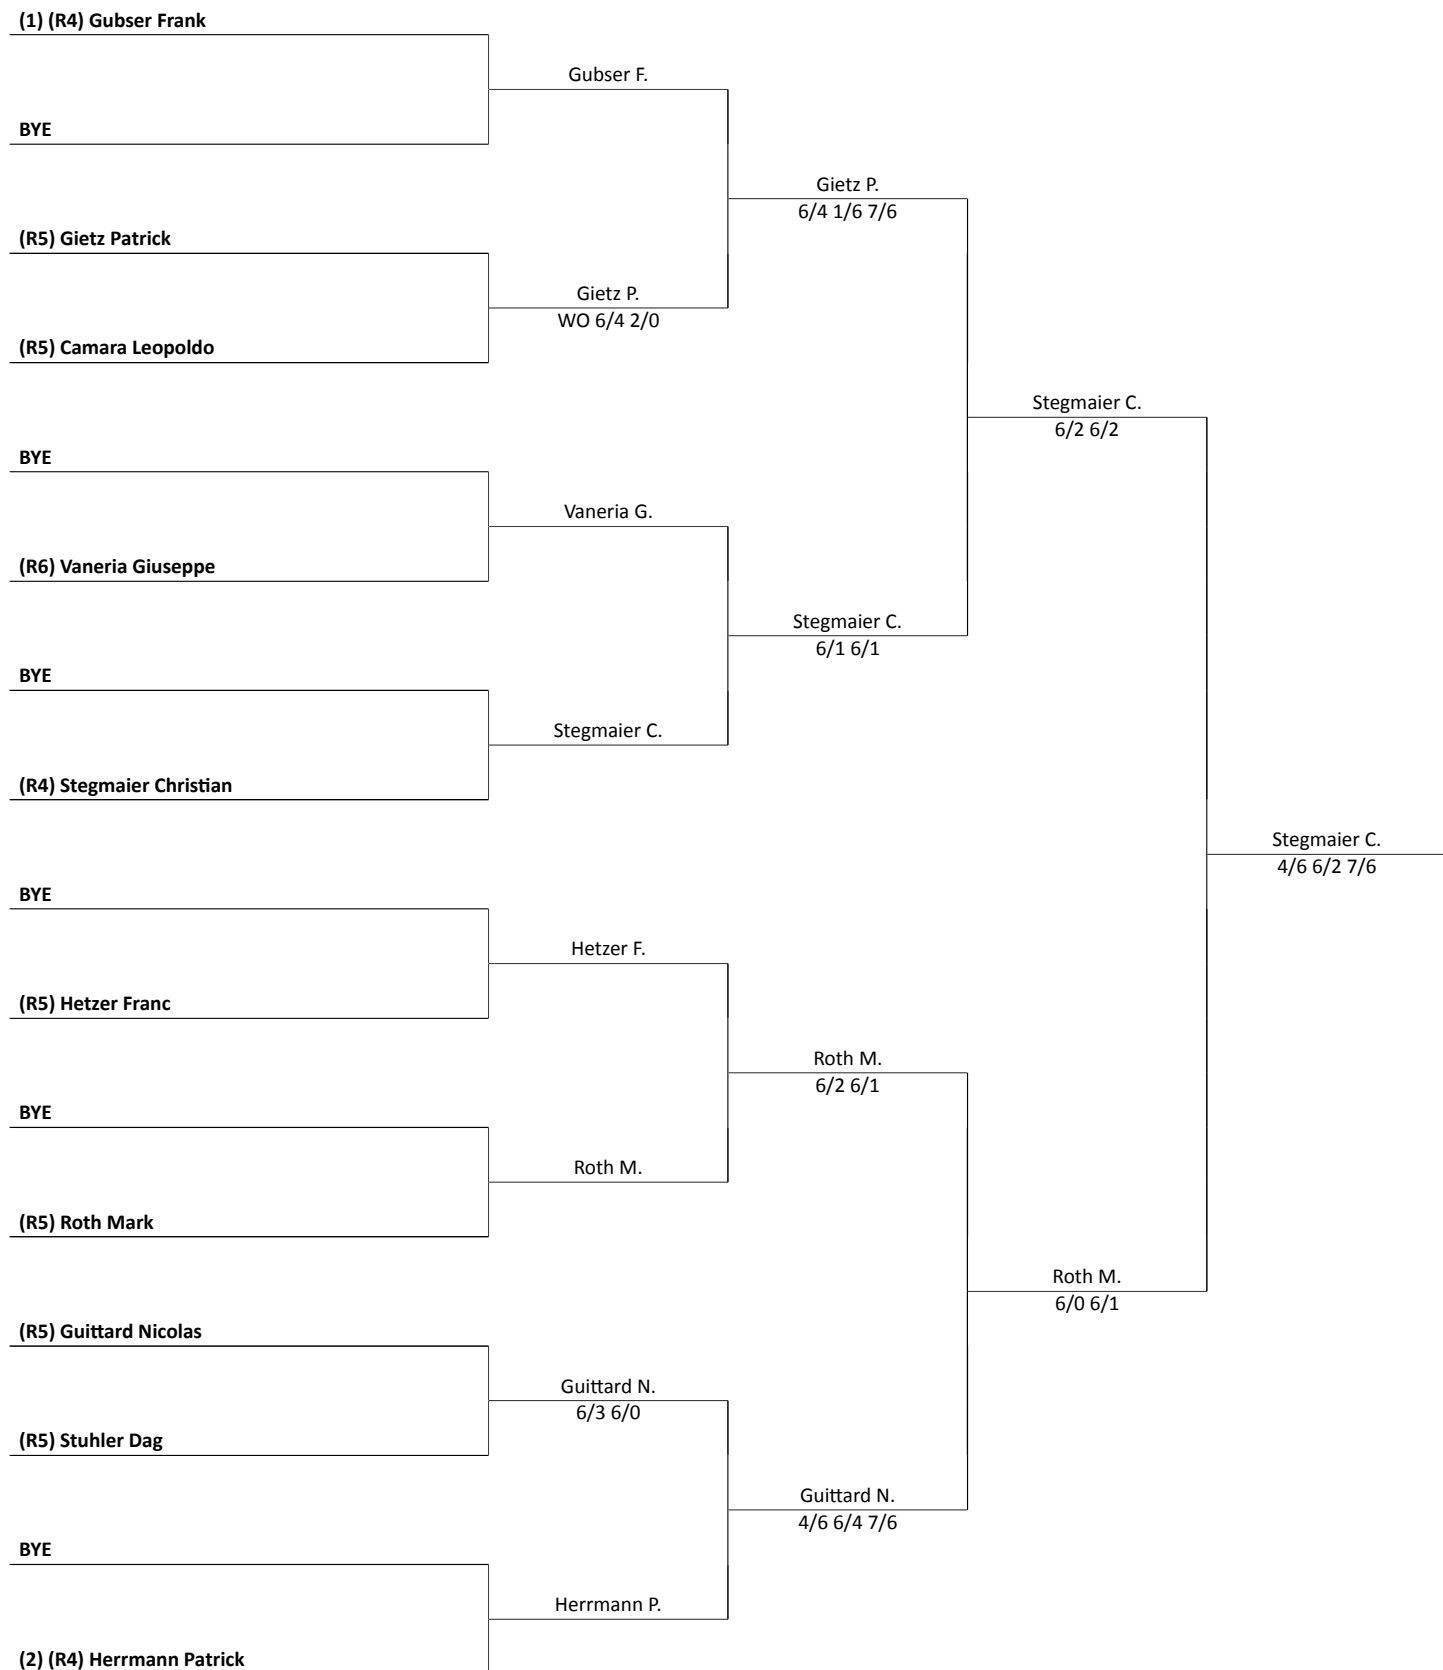 (1) (R4) Gubser Frank
Gubser F.
BYE
Gietz P.
6/4 1/6 7/6
(R5) Gietz Patrick
Gietz P.
WO 6/4 2/0
(R5) Camara Leopoldo
Stegmaier C.
6/2 6/2
BYE
Vaneria G.
(R6) Vaneria Giuseppe
Stegmaier C.
6/1 6/1
BYE
Stegmaier C.
(R4) Stegmaier Christian
Stegmaier C.
4/6 6/2 7/6
BYE
Hetzer F.
(R5) Hetzer Franc
Roth M.
6/2 6/1
BYE
Roth M.
(R5) Roth Mark
Roth M.
6/0 6/1
(R5) Guittard Nicolas
Guittard N.
6/3 6/0
(R5) Stuhler Dag
Guittard N.
4/6 6/4 7/6
BYE
Herrmann P.
(2) (R4) Herrmann Patrick